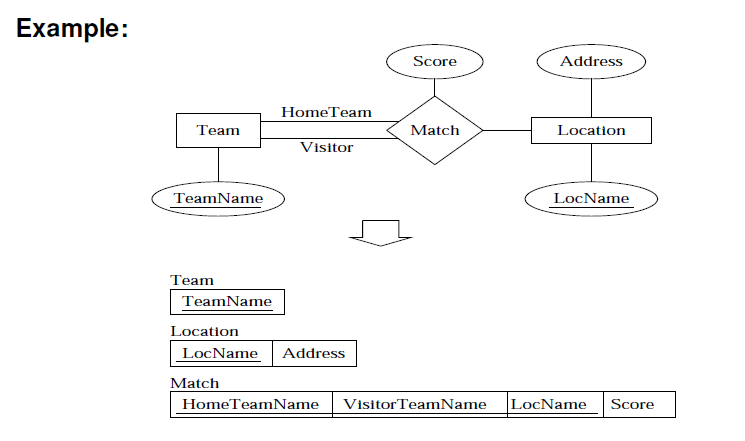 Example:
Score
Address
HomeTeam
Team
Match
Location
Visitor
TeamName
LocName
Team
TeamName
Location
LocName Address
Match
HomeTeamName VisitorTeamName LocName Score